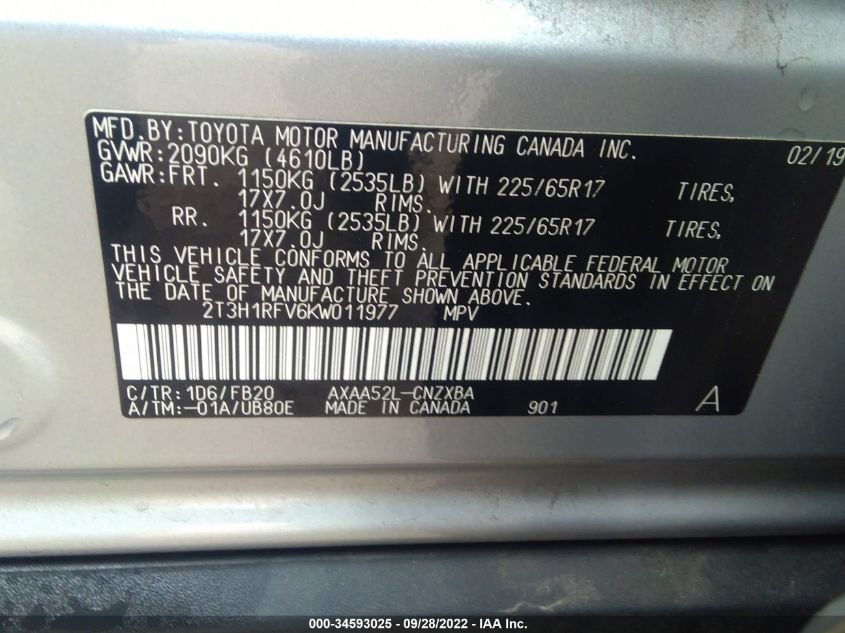 MFD. BY: TOYOTA MOTOR MANUFACTURING CANADA INC. 02/19
GVWR: 2090KG (4610LB)
GAWR: FRT. 1150KG (2535LB) WITH 225/65R17 TIRES,
17X7.0J RIMS.
RR. 1150KG (2535LB) WITH 225/65R17 TIRES,
17X7.0J RIMS.
THIS VEHICLE CONFORMS TO ALL APPLICABLE FEDERAL MOTOR
VEHICLE SAFETY AND THEFT PREVENTION STANDARDS IN EFFECT ON
THE DATE OF MANUFACTURE SHOWN ABOVE.
2T3H1RFV6KW011977 MPV
C/TR: 1D6/FB20 AXAA52L-CNZXBA
A/TM: -01A/UB80E MADE IN CANADA 901 A
000-34593025 - 09/28/2022 - IAA Inc.